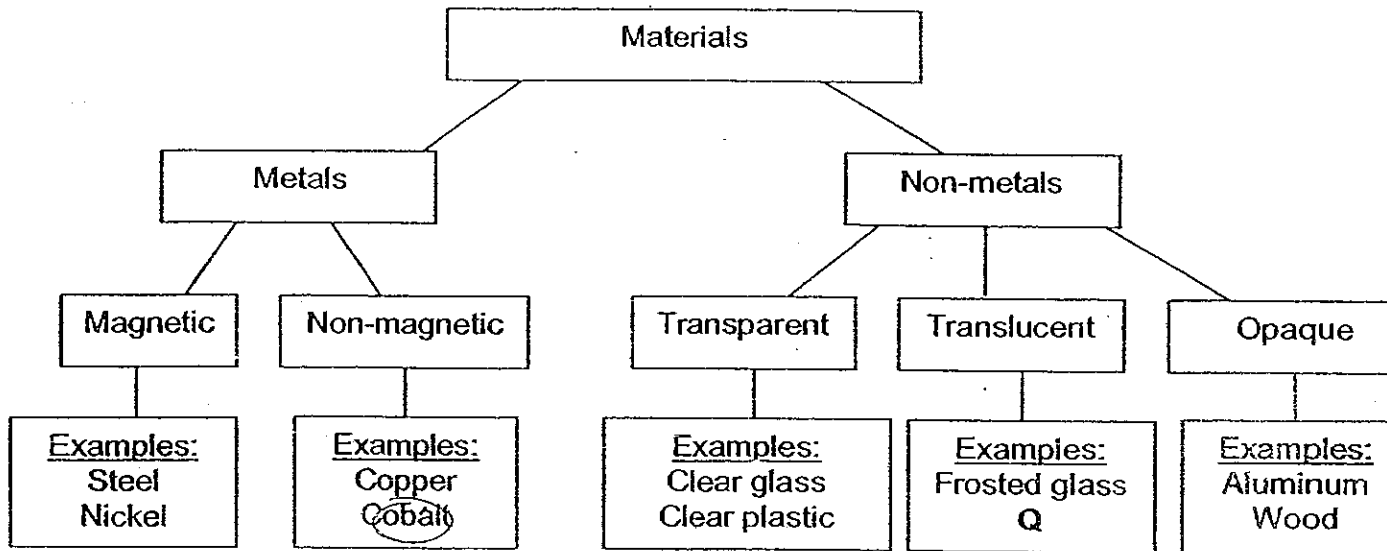 Materials
Metals
Non-metals
Magnetic
Non-magnetic
Transparent
Translucent
Opaque
Examples:
Steel
Nickel
Examples:
Copper
Cobalt
Examples:
Clear glass
Clear plastic
Examples:
Frosted glass
Q
Examples:
Aluminum
Wood